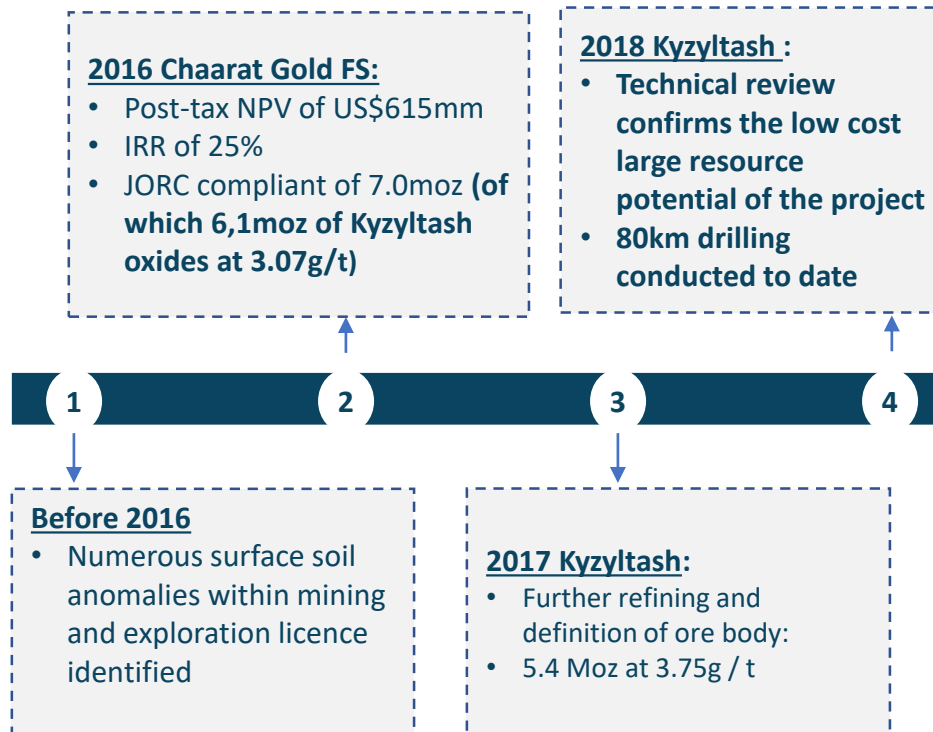 2016 Chaarat Gold FS:
• Post-tax NPV of US$615mm
• IRR of 25%
• JORC compliant of 7.0moz (of
which 6,1moz of Kyzyltash
oxides at 3.07g/t)
2018 Kyzyltash :
• Technical review
confirms the low cost
large resource
potential of the project
• 80km drilling
conducted to date
1
2
3
4
Before 2016
• Numerous surface soil
anomalies within mining
and exploration licence
identified
2017 Kyzyltash:
• Further refining and
definition of ore body:
• 5.4 Moz at 3.75g / t